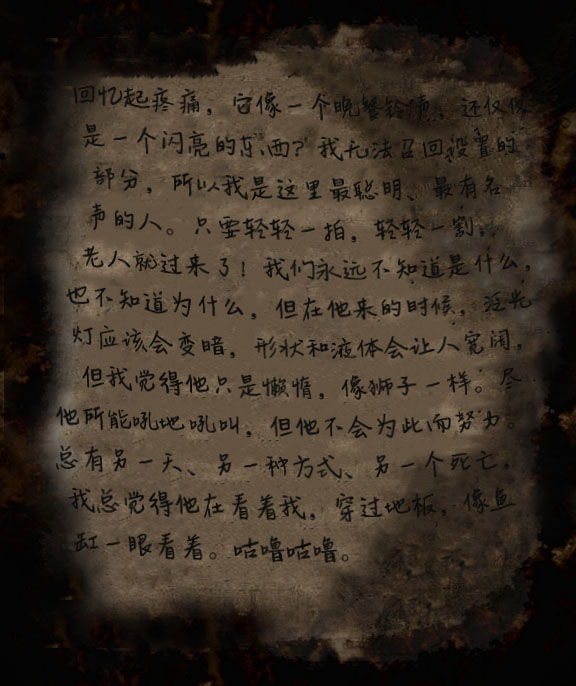 回忆起疼痛，它像一个晚餐铃声，还仅仅
是一个闪亮的东西？我无法召回设置的
部分，所以我是这里最聪明、最有名
声的人。只要轻轻一拍，轻轻一割，
老人就过来了！我们永远不知道是什么，
也不知道为什么，但在他来的时候，泛光
灯应该会变暗，形状和液体会让人宽阔，
但我觉得他只是懒惰，像狮子一样。尽
他所能吼地吼叫，但他不会为此而努力。
总有另一天、另一种方式、另一个死亡。
我总觉得他在看着我，穿过地板，像鱼
缸一眼看着。咕噜咕噜。